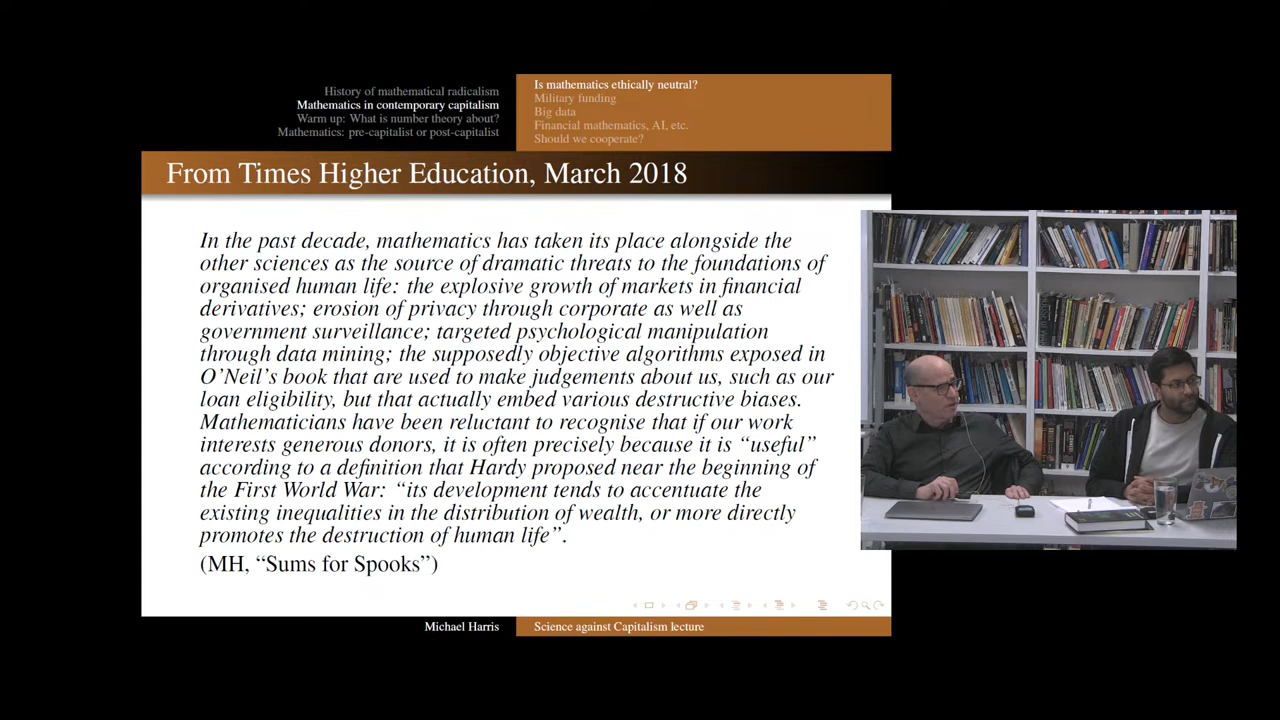 History of mathematical radicalism
Mathematics in contemporary capitalism
Warm up: What is number theory about?
Mathematics: pre-capitalist or post-capitalist
Is mathematics ethically neutral?
Military funding
Big data
Financial mathematics, AI, etc.
Should we cooperate?
From Times Higher Education, March 2018
In the past decade, mathematics has taken its place alongside the
other sciences as the source of dramatic threats to the foundations of
organised human life: the explosive growth of markets in financial
derivatives; erosion of privacy through corporate as well as
government surveillance; targeted psychological manipulation
through data mining; the supposedly objective algorithms exposed in
O’Neil’s book that are used to make judgements about us, such as our
loan eligibility, but that actually embed various destructive biases.
Mathematicians have been reluctant to recognise that if our work
interests generous donors, it is often precisely because it is “useful”
according to a definition that Hardy proposed near the beginning of
the First World War: “its development tends to accentuate the
existing inequalities in the distribution of wealth, or more directly
promotes the destruction of human life”.
(MH, “Sums for Spooks”)
Michael Harris
Science against Capitalism lecture